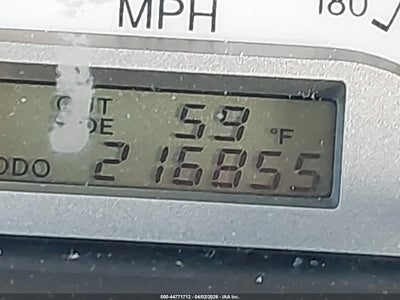 MPH
180
OUT
SIDE 59 °F
ODO 216855
000-44771712 - 04/02/2026 - IAA Inc.